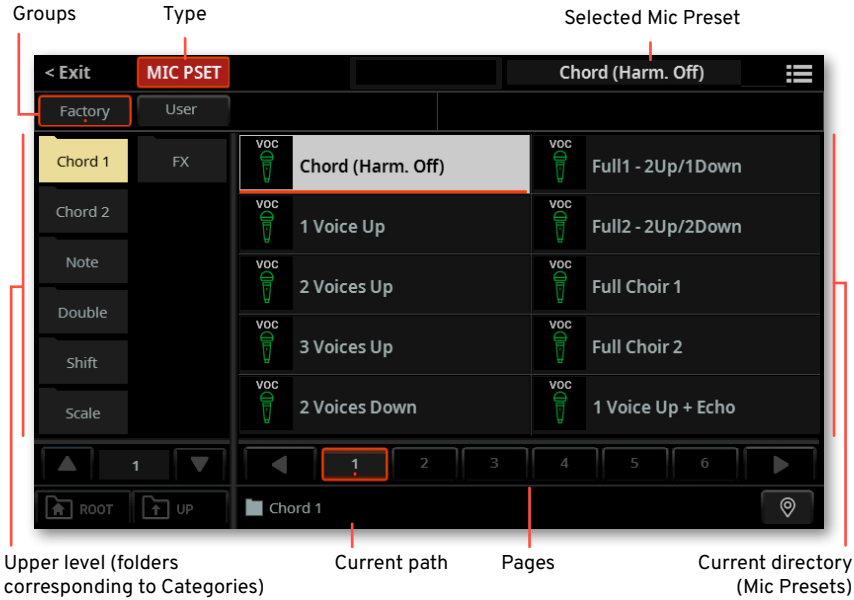 Groups
Type
Selected Mic Preset
< Exit
MIC PSET
Chord (Harm. Off)
Factory
User
Chord 1
FX
Chord 2
Note
Double
Shift
Scale
VOC
Chord (Harm. Off)
VOC
Full1 - 2Up/1Down
VOC
1 Voice Up
VOC
Full2 - 2Up/2Down
VOC
2 Voices Up
VOC
Full Choir 1
VOC
3 Voices Up
VOC
Full Choir 2
VOC
2 Voices Down
VOC
1 Voice Up + Echo
1
1
2
3
4
5
6
ROOT
UP
Chord 1
Upper level (folders
corresponding to Categories)
Current path
Pages
Current directory
(Mic Presets)